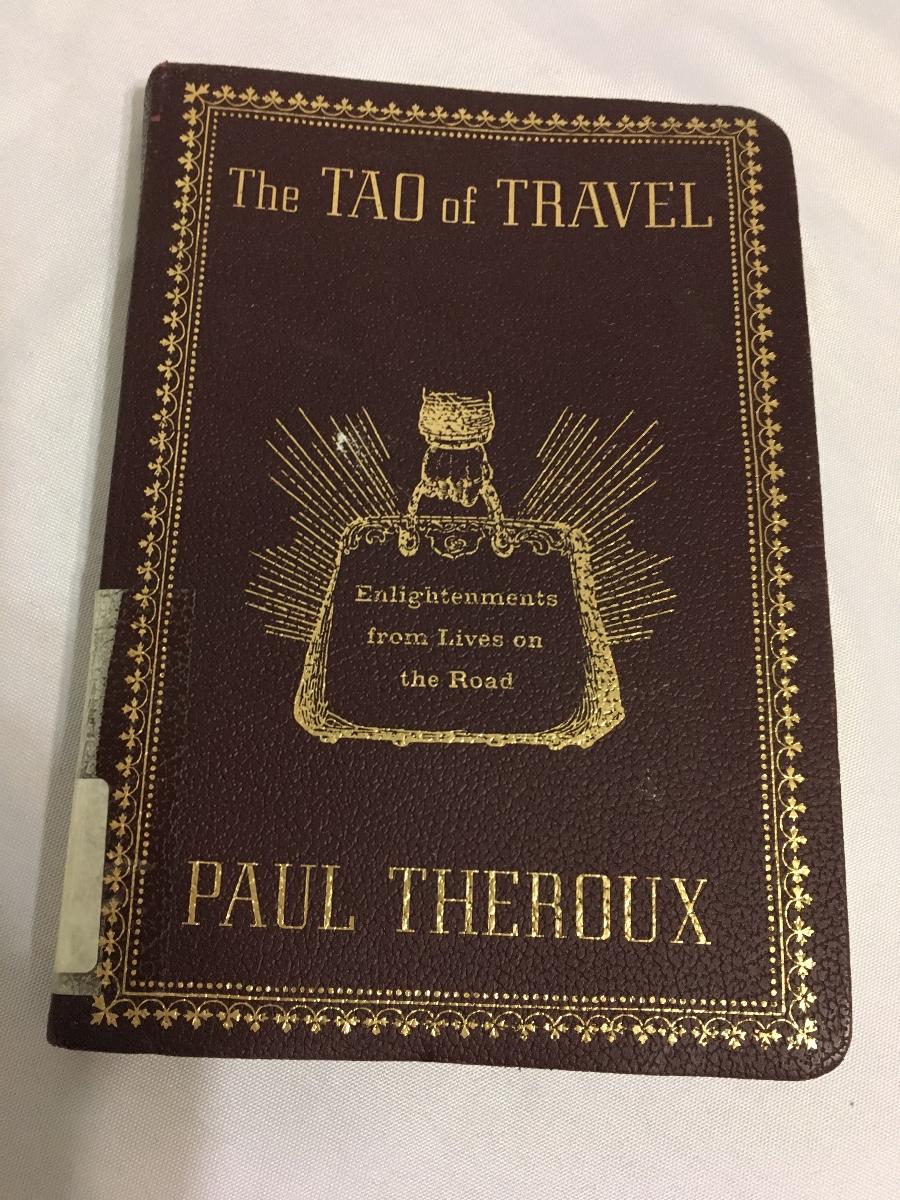 The TAO of TRAVEL
Enlightenments
from Lives on
the Road
PAUL THEROUX